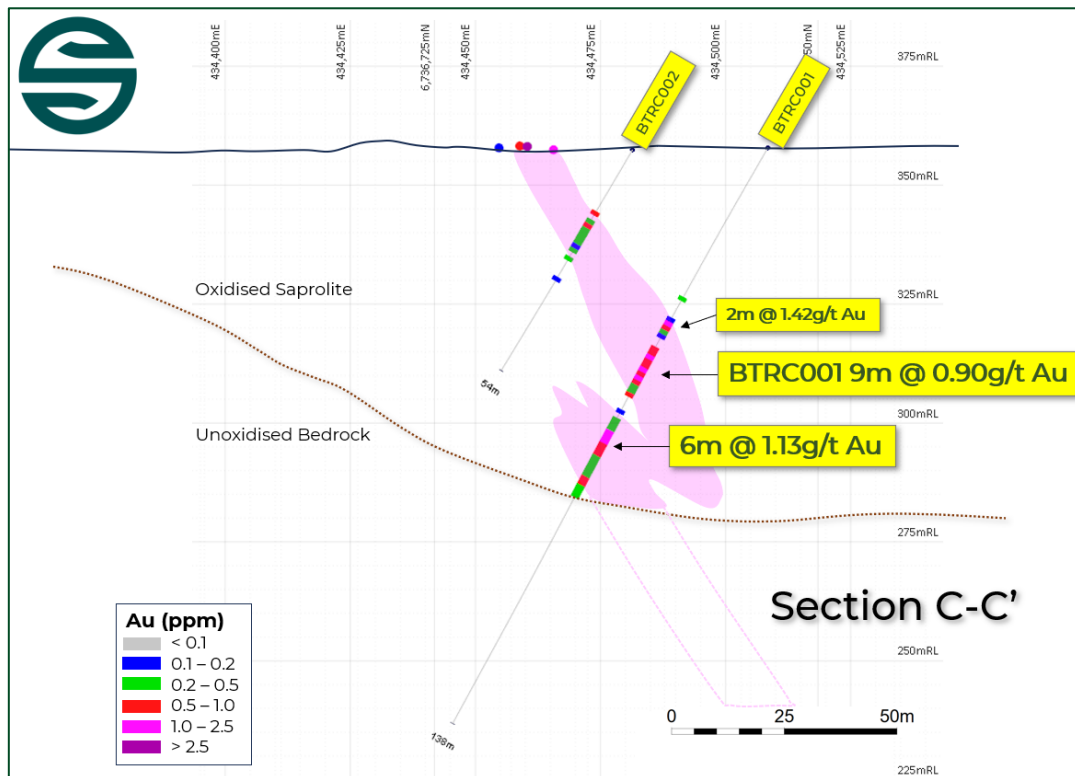 434,400mE
434,425mE
6,736,725mN
434,450mE
434,475mE
434,500mE
50mN
434,525mE
375mRL
BTRC002
BTRC001
350mRL
Oxidised Saprolite
325mRL
2m @ 1.42g/t Au
54m
BTRC001 9m @ 0.90g/t Au
300mRL
Unoxidised Bedrock
6m @ 1.13g/t Au
275mRL
Section C-C’
Au (ppm)
< 0.1
0.1 – 0.2
0.2 – 0.5
0.5 – 1.0
1.0 – 2.5
> 2.5
250mRL
0 25 50m
138m
225mRL